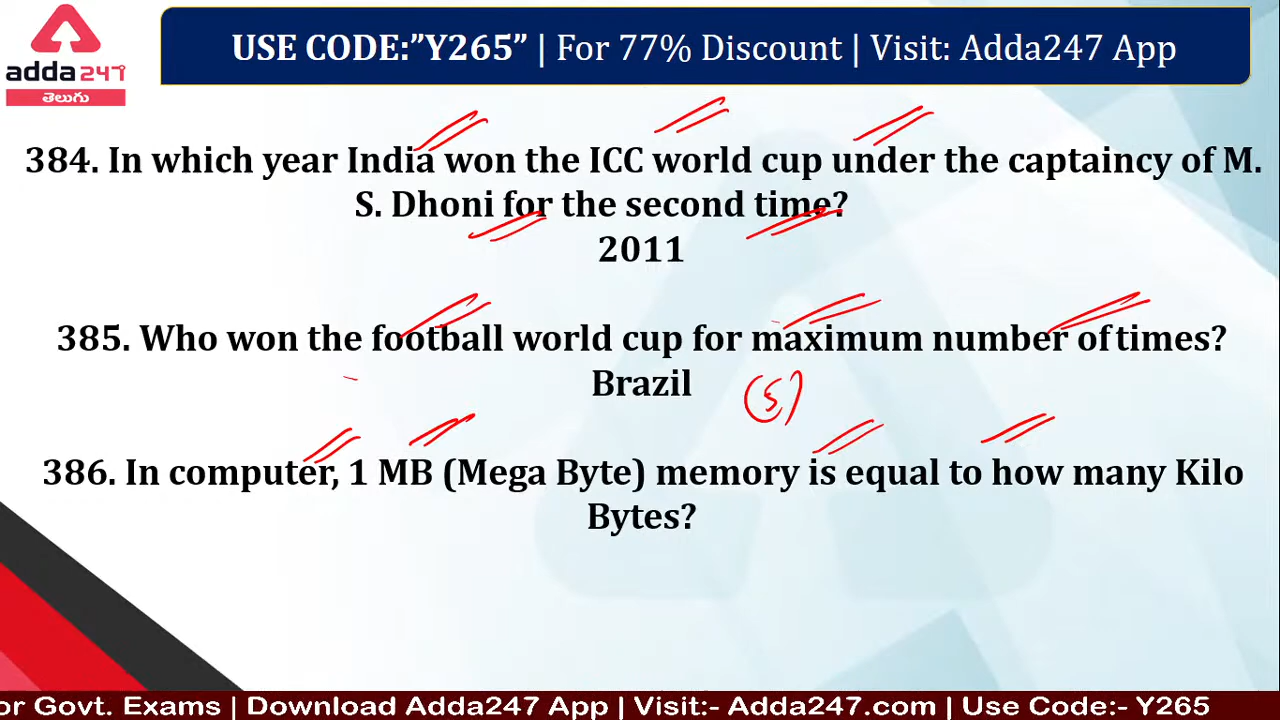 USE CODE:”Y265” | For 77% Discount | Visit: Adda247 App
adda247
తెలుగు
384. In which year India won the ICC world cup under the captaincy of M.
S. Dhoni for the second time?
2011
385. Who won the football world cup for maximum number of times?
Brazil (5)
386. In computer, 1 MB (Mega Byte) memory is equal to how many Kilo
Bytes?
or Govt. Exams | Download Adda247 App | Visit:- Adda247.com | Use Code:- Y265